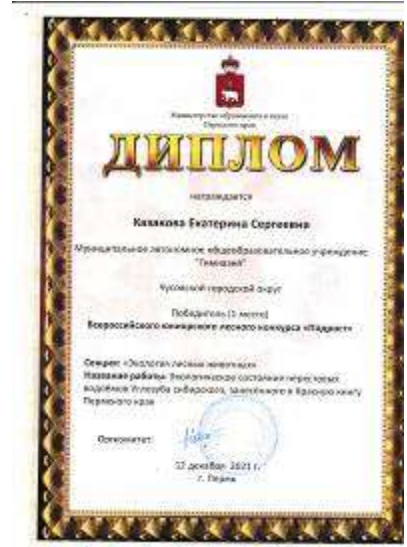 Министерство образования и науки
Пермского края
ДИПЛОМ
награждается
Казакова Екатерина Сергеевна
Муниципальное автономное общеобразовательное учреждение
"Гимназия"
Чусовской городской округ
Победитель (1 место)
Всероссийского юниорского лесного конкурса «Подрост»
Секция: «Экология лесных животных»
Название работы: Экологическое состояние нерестовых
водоёмов Углозуба сибирского, занесённого в Красную книгу
Пермского края
Оргкомитет:
12 декабря 2021 г.
г. Пермь